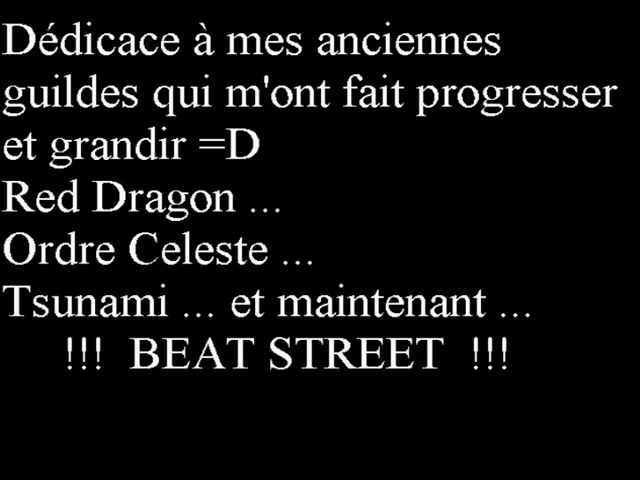 Dédicace à mes anciennes
guildes qui m'ont fait progresser
et grandir =D
Red Dragon ...
Ordre Celeste ...
Tsunami ... et maintenant ...
!!! BEAT STREET !!!